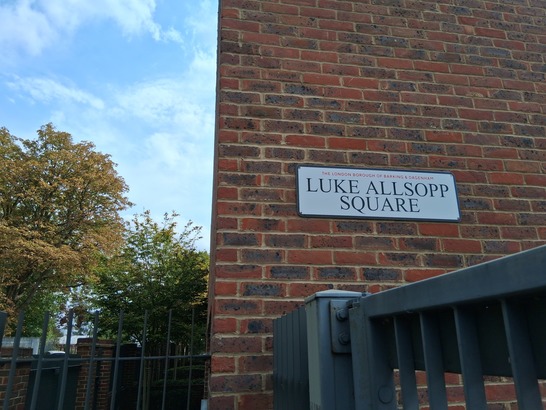 THE LONDON BOROUGH OF BARKING & DAGENHAM
LUKE ALLSOPP
SQUARE